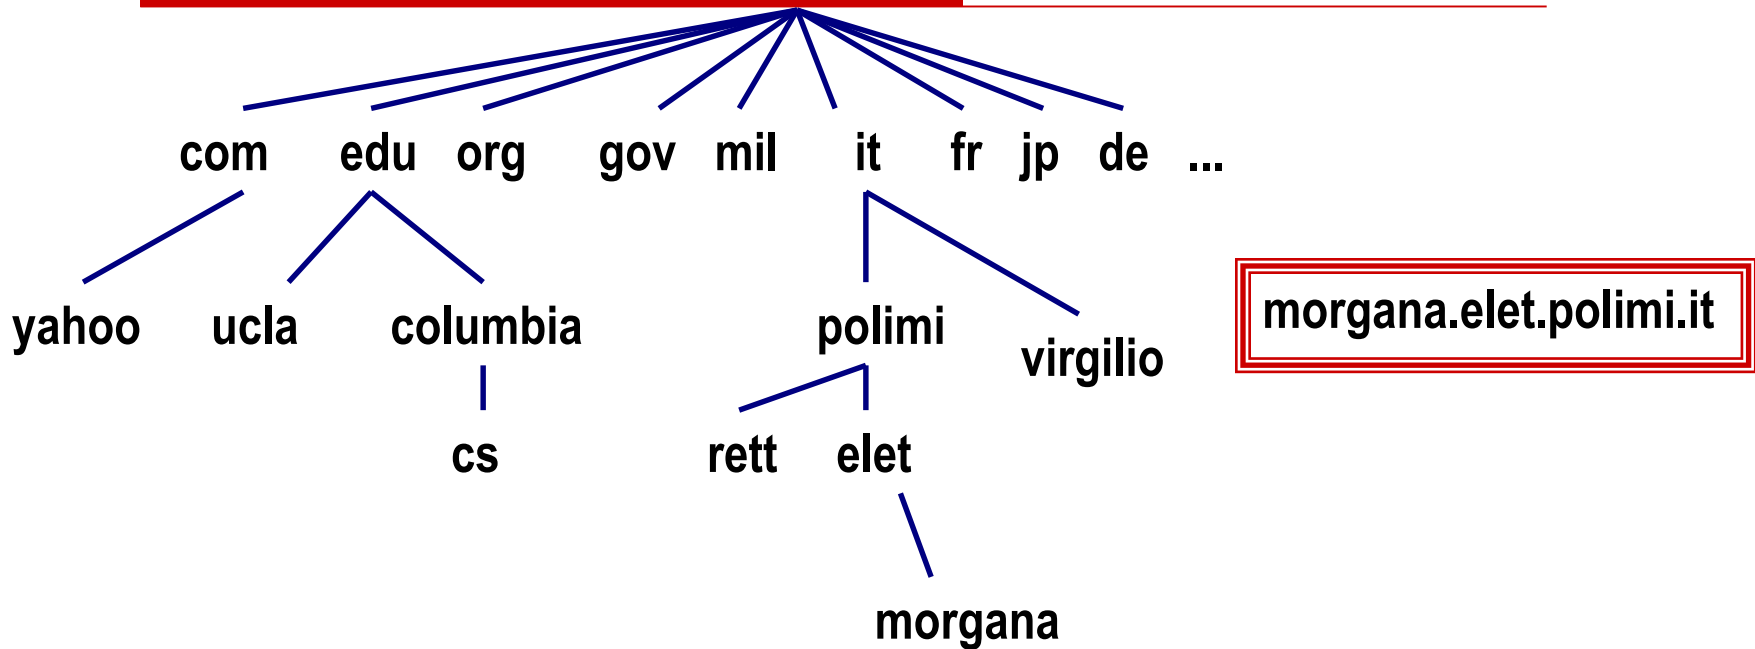 com edu org gov mil it fr jp de ...
yahoo ucla columbia polimi virgilio
morgana.elet.polimi.it
cs rett elet
morgana